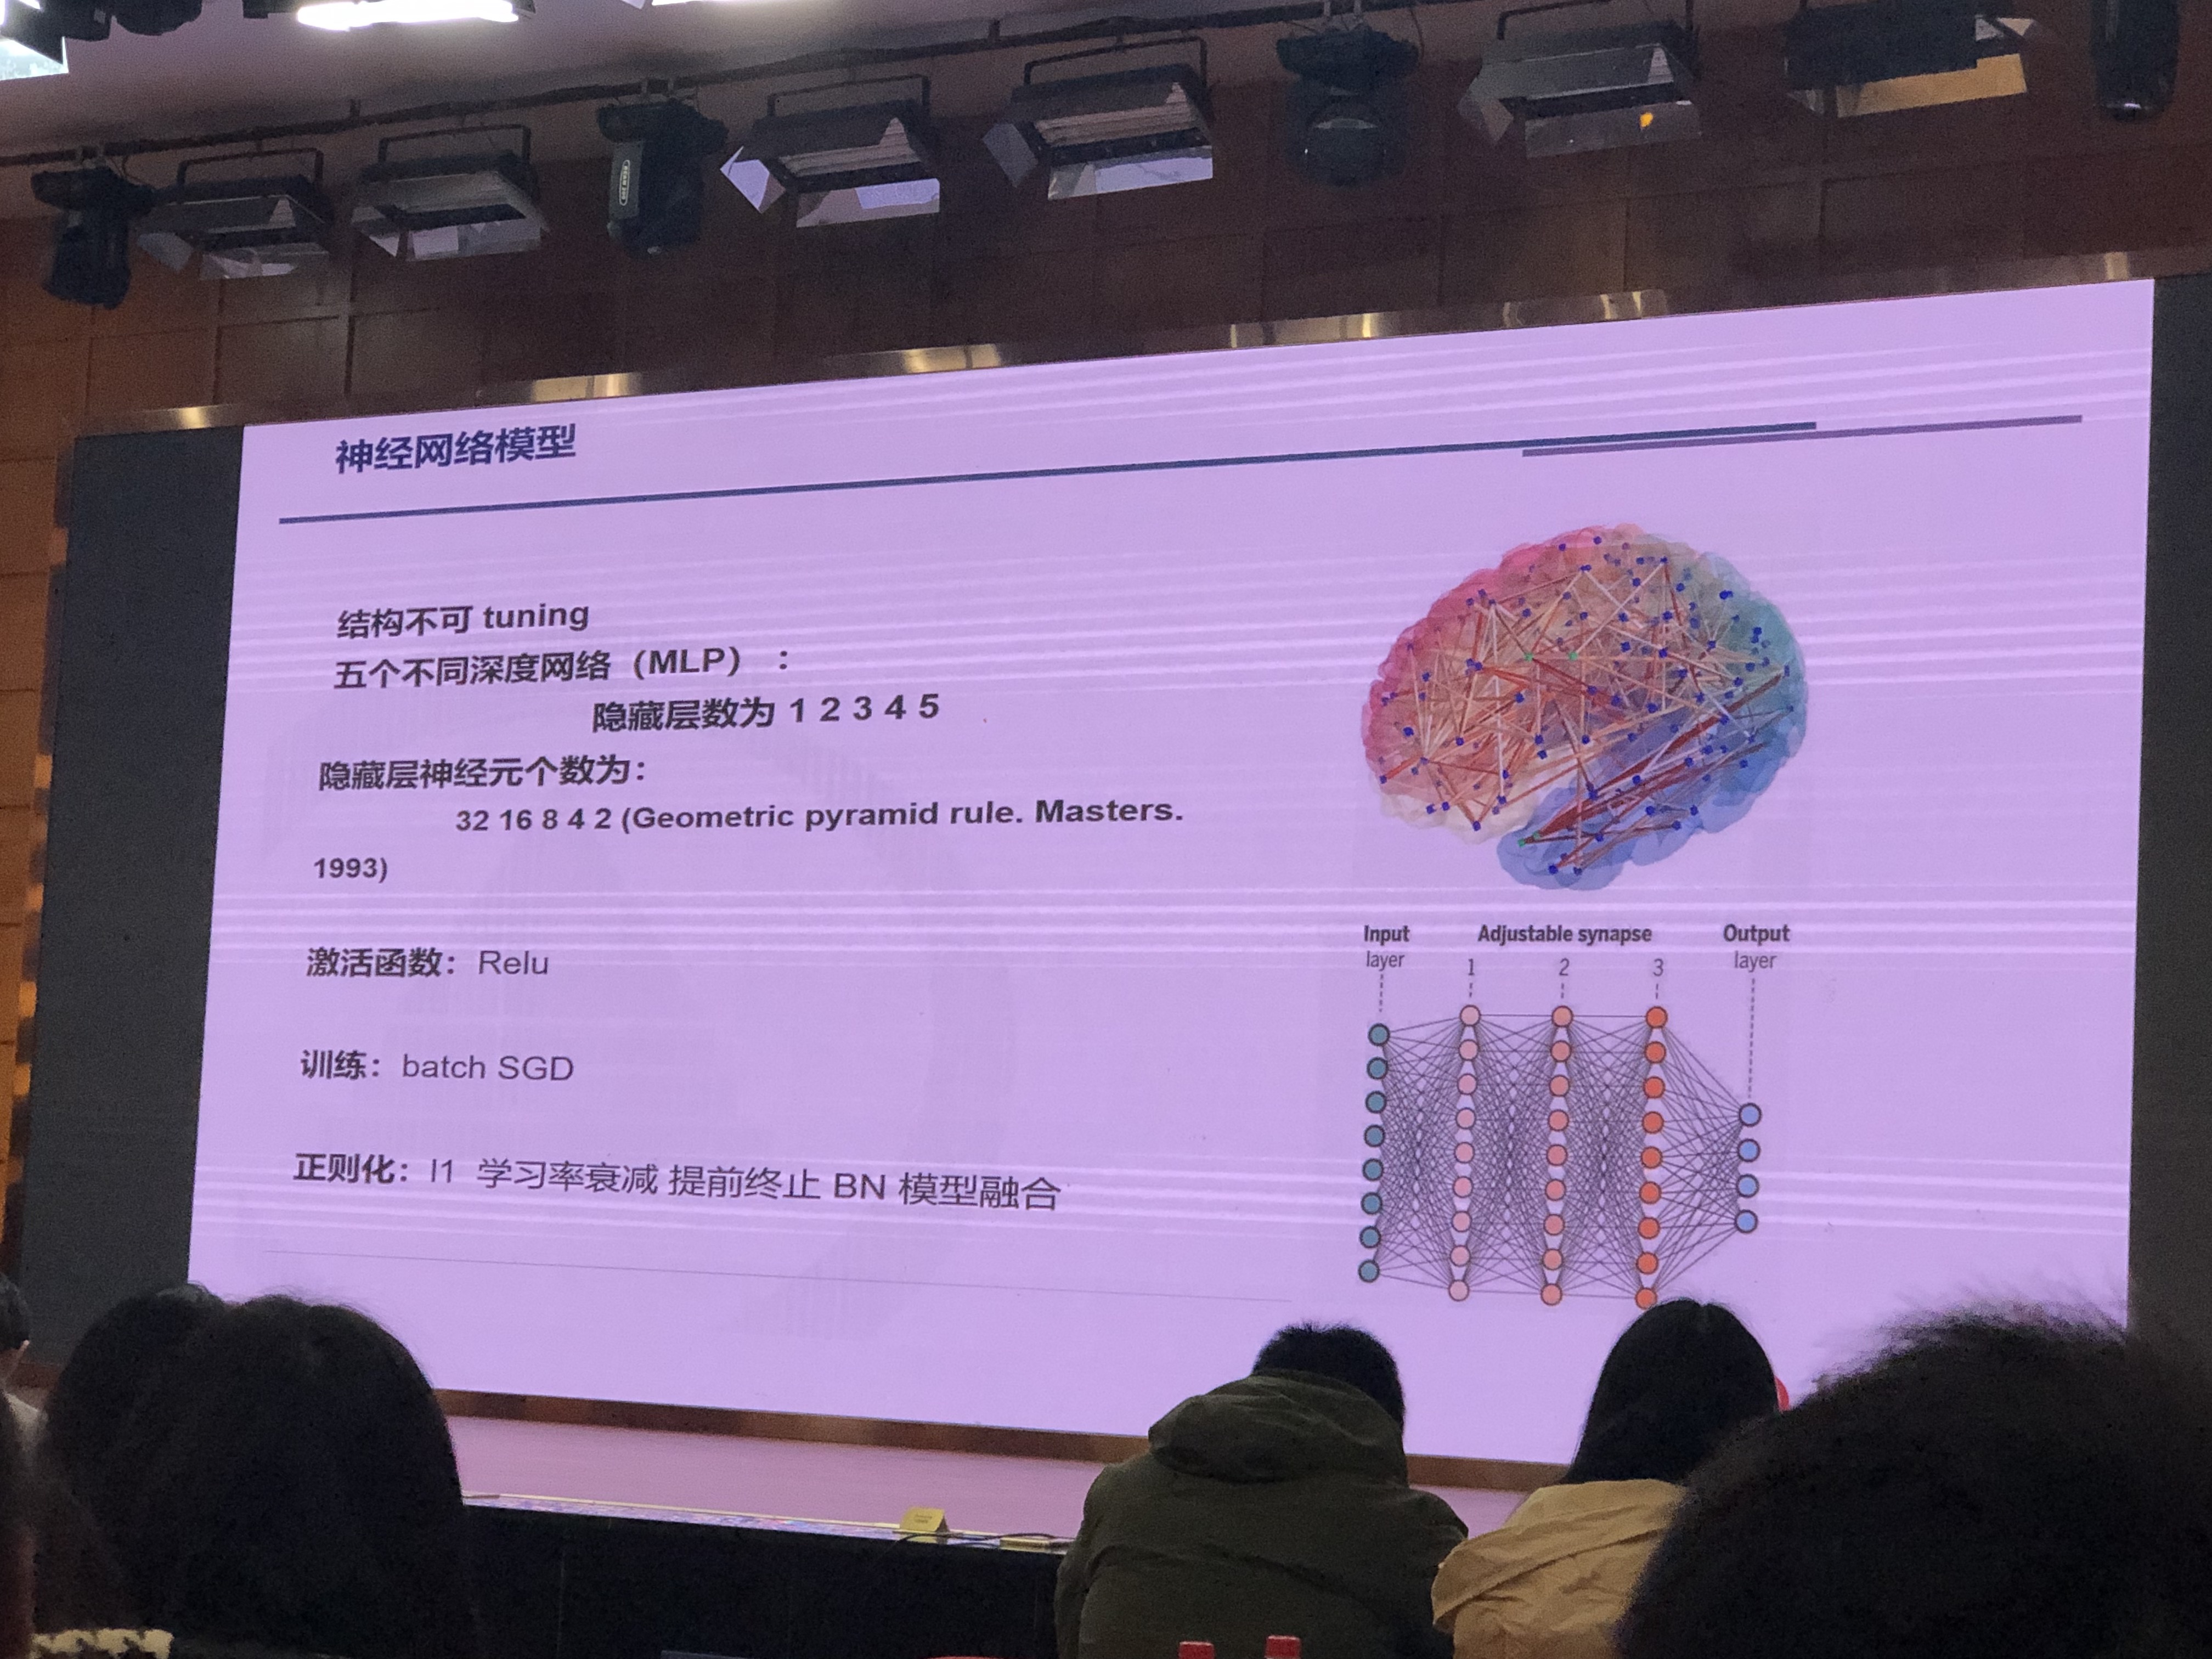 神经网络模型
结构不可 tuning
五个不同深度网络（MLP）：
隐藏层数为 1 2 3 4 5
隐藏层神经元个数为：
32 16 8 4 2 (Geometric pyramid rule. Masters.
1993)
激活函数：Relu
训练：batch SGD
正则化：l1 学习率衰减 提前终止 BN 模型融合
Input layer
Adjustable synapse
1 2 3
Output layer